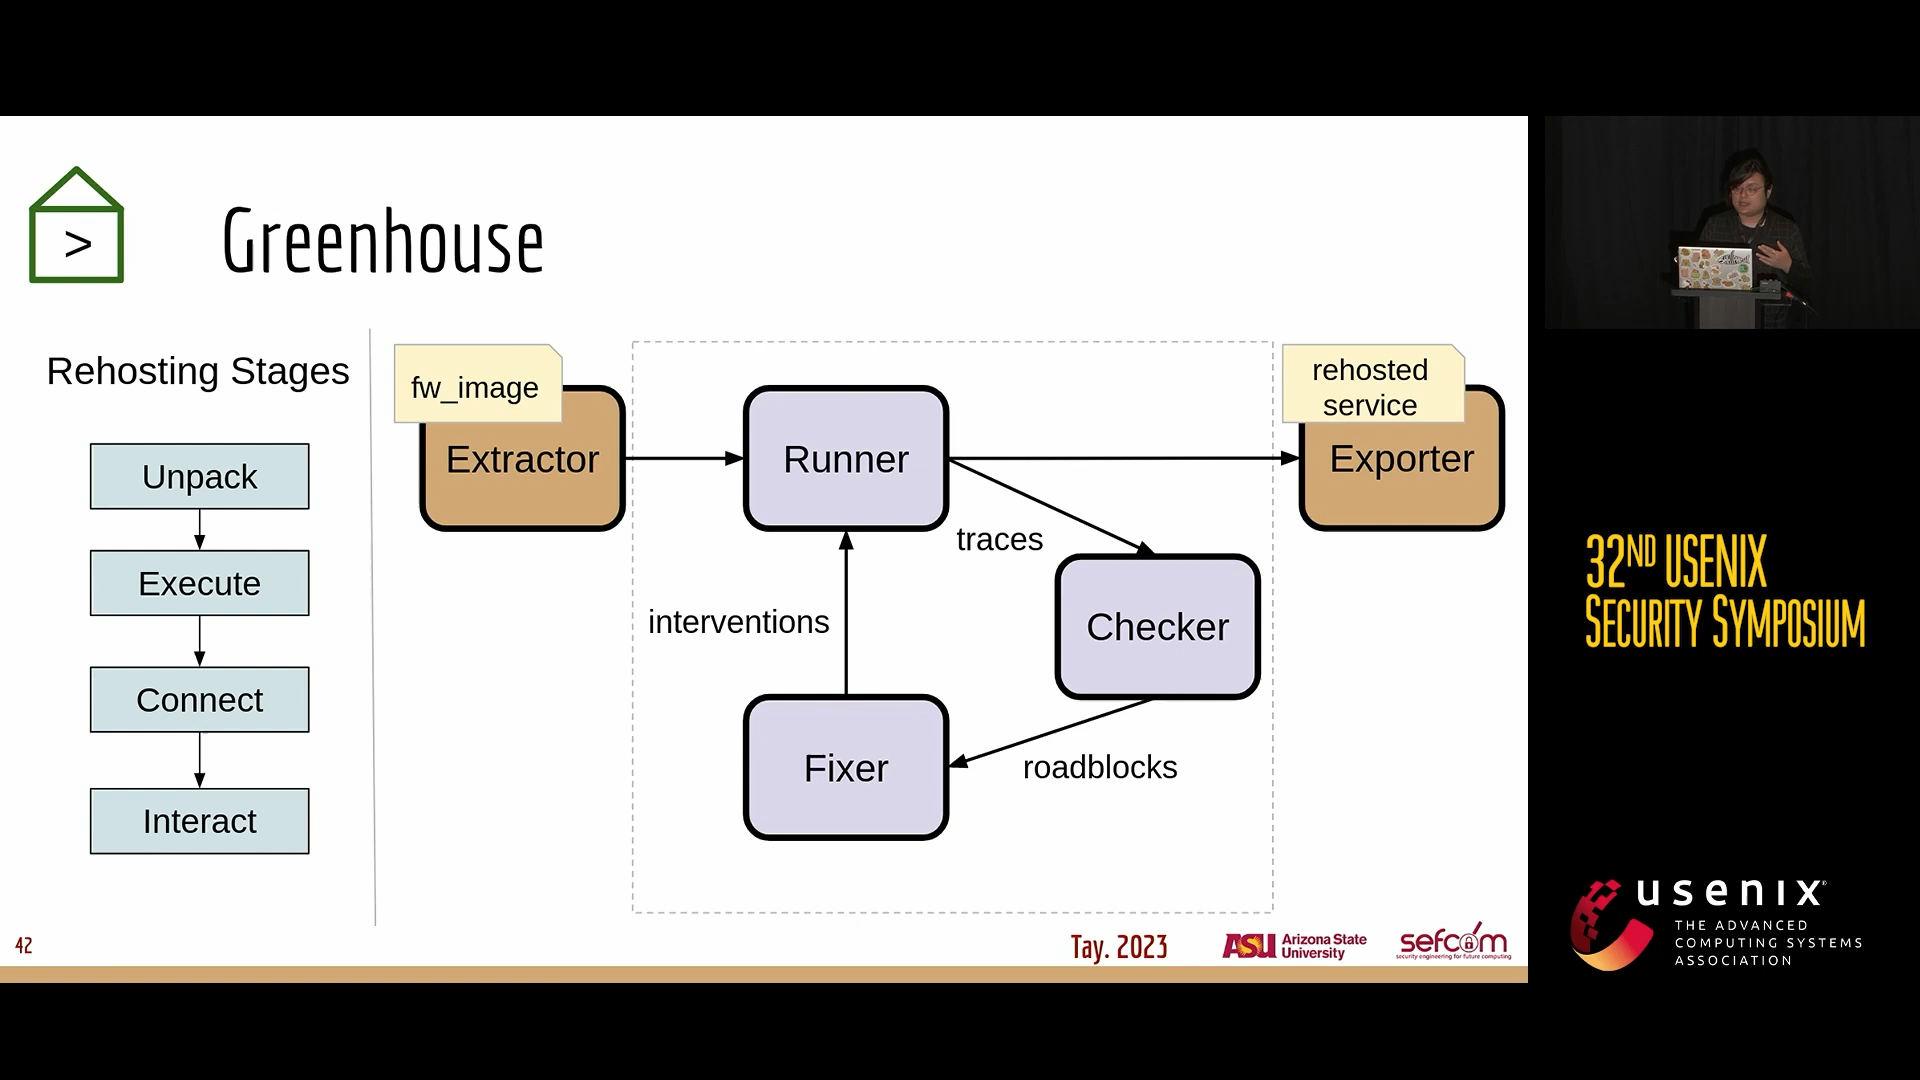 >
Greenhouse
Rehosting Stages
Unpack
Execute
Connect
Interact
fw_image
Extractor
Runner
rehosted
service
Exporter
traces
Checker
interventions
Fixer
roadblocks
42
Tay. 2023
ASU Arizona State
University
sefcom
security engineering for future computing
32ND USENIX
SECURITY SYMPOSIUM
usenix®
THE ADVANCED
COMPUTING SYSTEMS
ASSOCIATION